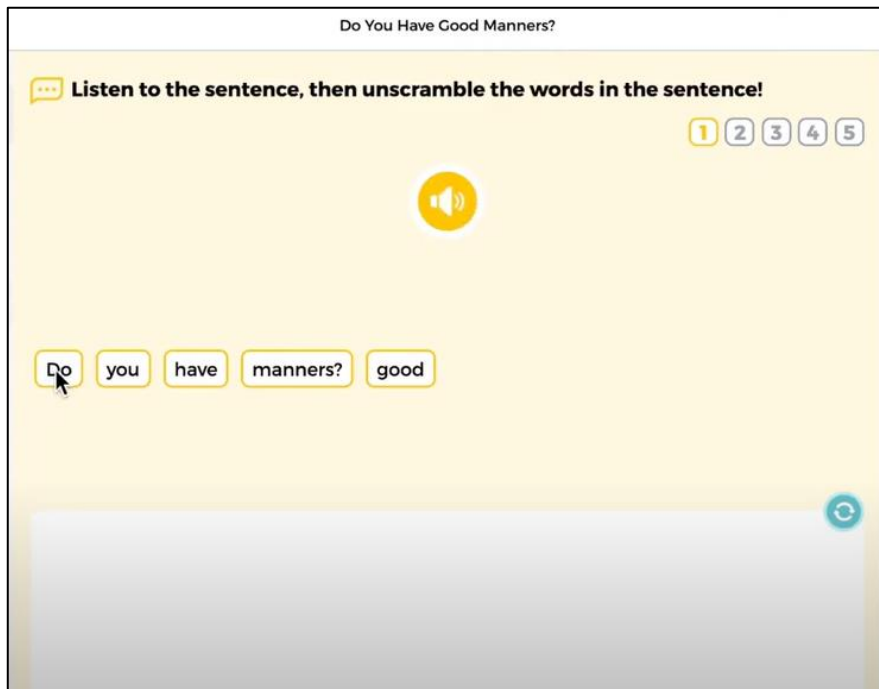 Do You Have Good Manners?
Listen to the sentence, then unscramble the words in the sentence!
1 2 3 4 5
Do you have manners? good